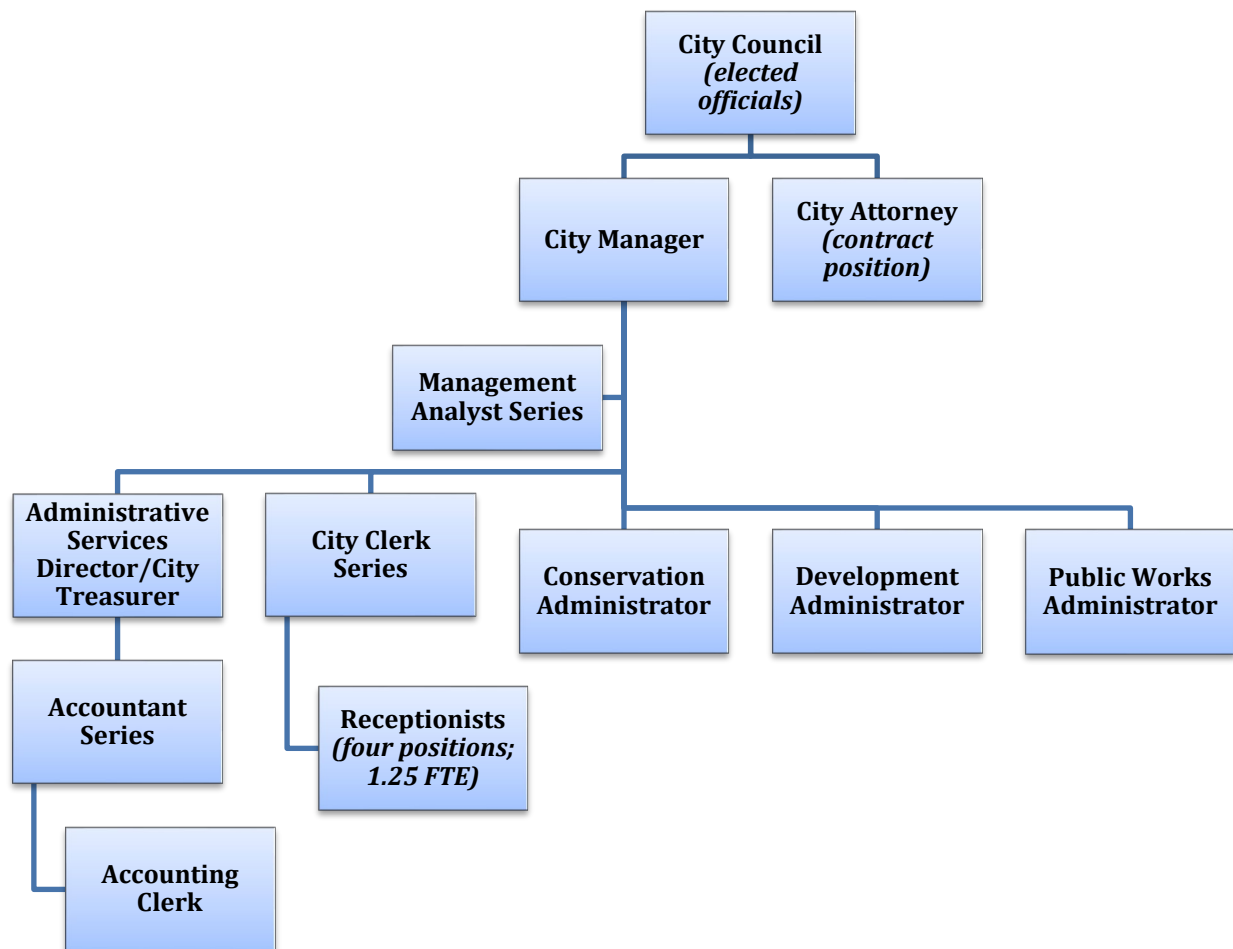 City Council
(elected
officials)
City Manager
City Attorney
(contract
position)
Management
Analyst Series
Administrative
Services
Director/City
Treasurer
City Clerk
Series
Conservation
Administrator
Development
Administrator
Public Works
Administrator
Accountant
Series
Receptionists
(four positions;
1.25 FTE)
Accounting
Clerk